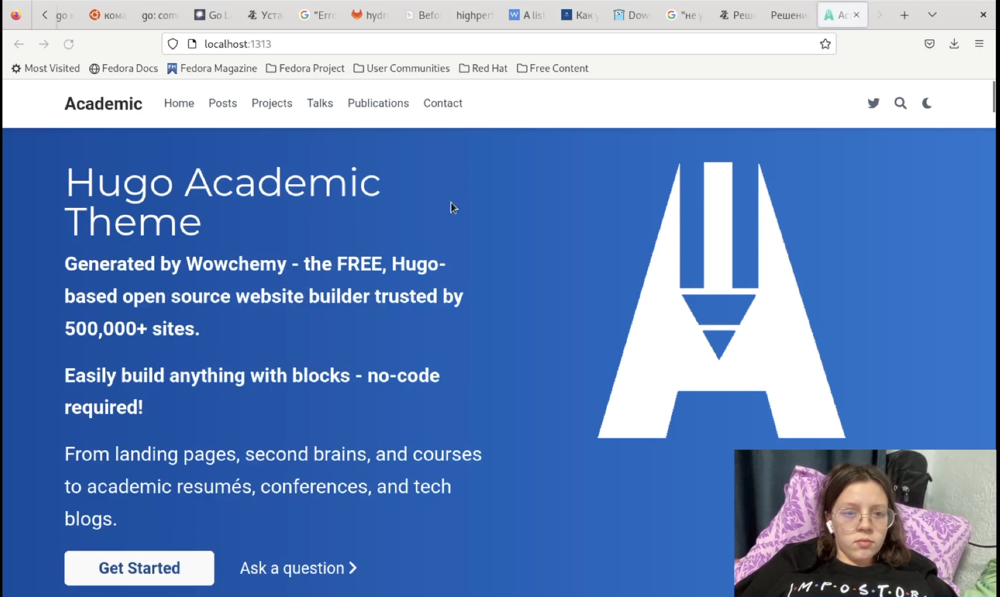 go к кома go: com Go L Уста "Erro hydr Befo highperf A list Как у Dow "не у Реше Решени Ac
localhost:1313
Most Visited Fedora Docs Fedora Magazine Fedora Project User Communities Red Hat Free Content
Academic Home Posts Projects Talks Publications Contact
Hugo Academic
Theme
Generated by Wowchemy - the FREE, Hugo-
based open source website builder trusted by
500,000+ sites.
Easily build anything with blocks - no-code
required!
From landing pages, second brains, and courses
to academic resumés, conferences, and tech
blogs.
Get Started Ask a question
I.M.P.O.S.T.O.R.